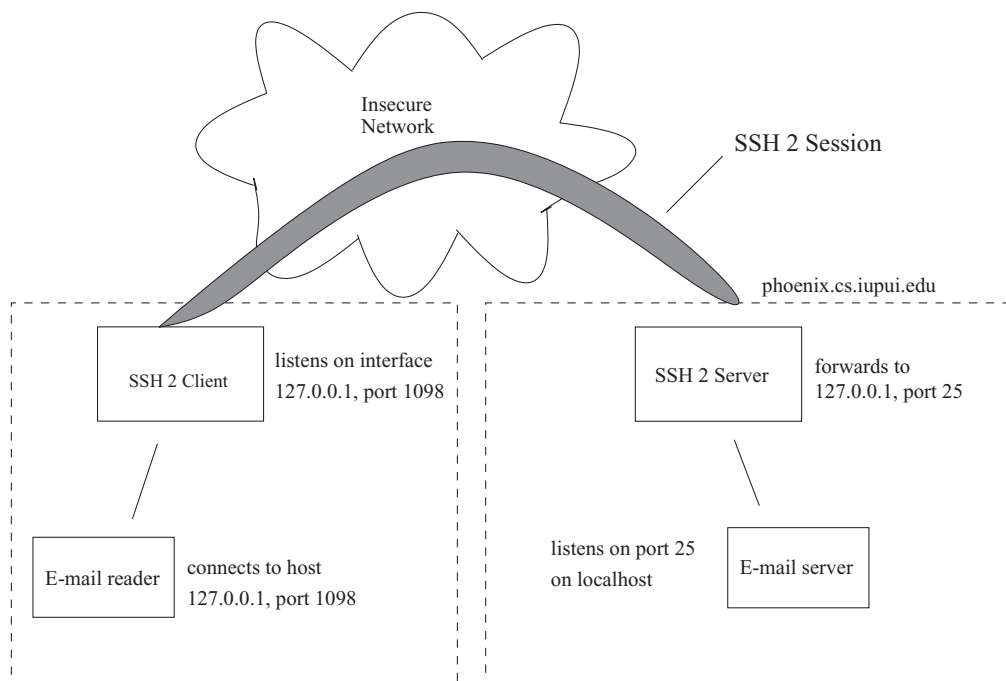 Insecure
Network
SSH 2 Session
phoenix.cs.iupui.edu
SSH 2 Client
listens on interface
127.0.0.1, port 1098
SSH 2 Server
forwards to
127.0.0.1, port 25
E-mail reader
connects to host
127.0.0.1, port 1098
listens on port 25
on localhost
E-mail server